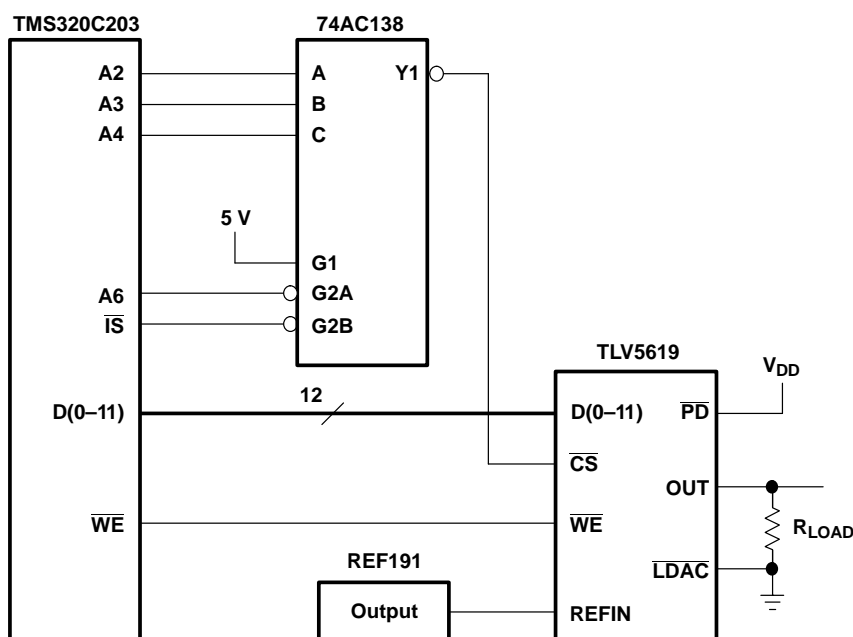 TMS320C203 74AC138
A2 A Y1
A3 B
A4 C
5 V
G1
A6 G2A
IS G2B
TLV5619
VDD
12
D(0–11) D(0–11) PD
CS
OUT
WE WE RLOAD
REF191 LDAC
Output REFIN